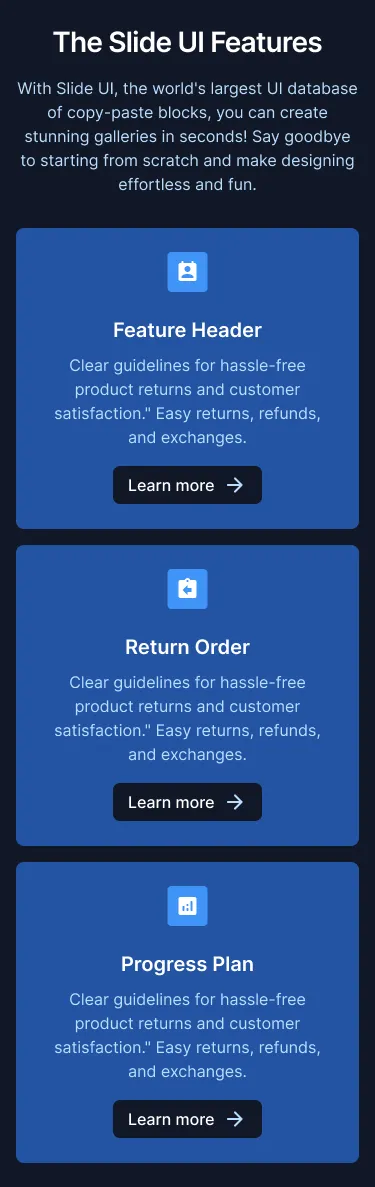 The Slide UI Features
With Slide UI, the world's largest UI database
of copy-paste blocks, you can create
stunning galleries in seconds! Say goodbye
to starting from scratch and make designing
effortless and fun.
Feature Header
Clear guidelines for hassle-free
product returns and customer
satisfaction." Easy returns, refunds,
and exchanges.
Learn more
Return Order
Clear guidelines for hassle-free
product returns and customer
satisfaction." Easy returns, refunds,
and exchanges.
Learn more
Progress Plan
Clear guidelines for hassle-free
product returns and customer
satisfaction." Easy returns, refunds,
and exchanges.
Learn more